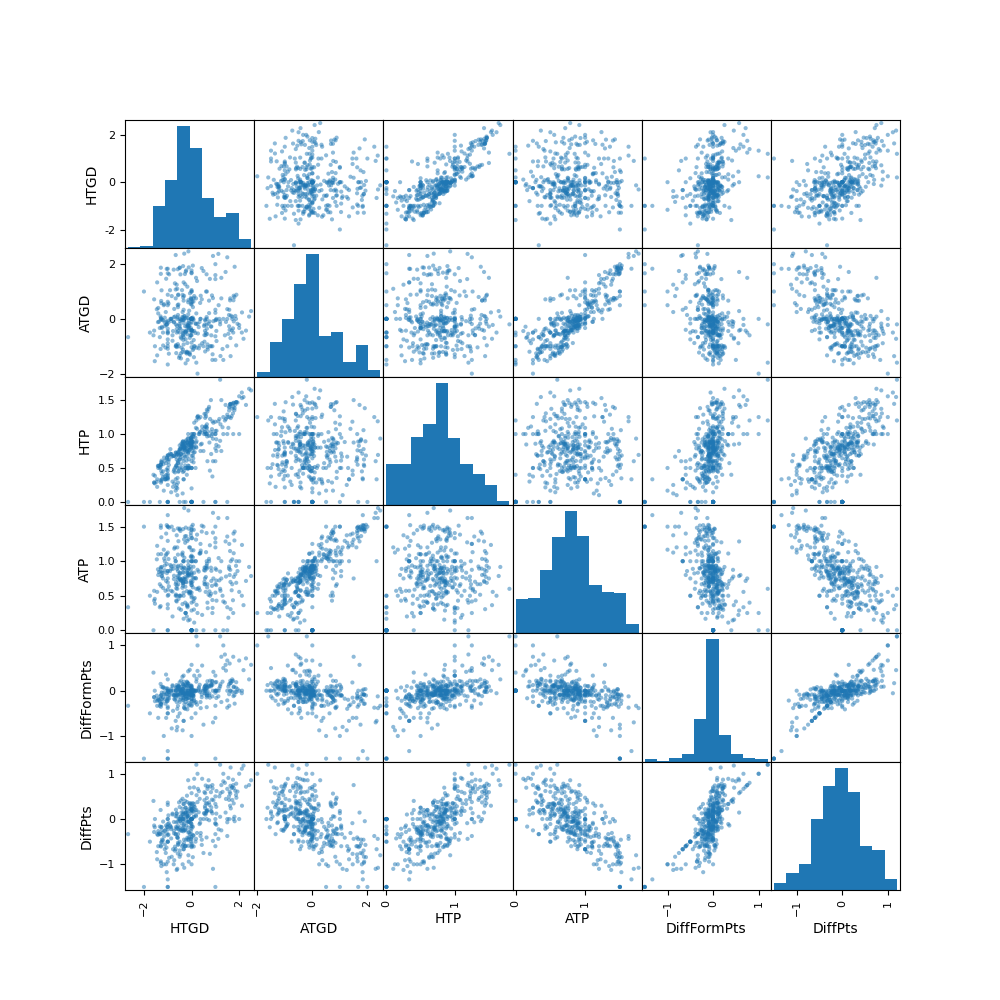 HTGD
2
0
−2
ATGD
2
0
−2
HTP
1.5
1.0
0.5
0.0
ATP
1.5
1.0
0.5
0.0
DiffFormPts
1
0
−1
DiffPts
1
0
−1
−2 0 2 −2 0 2 0 1 0 1 −1 0 1 −1 0 1
HTGD ATGD HTP ATP DiffFormPts DiffPts